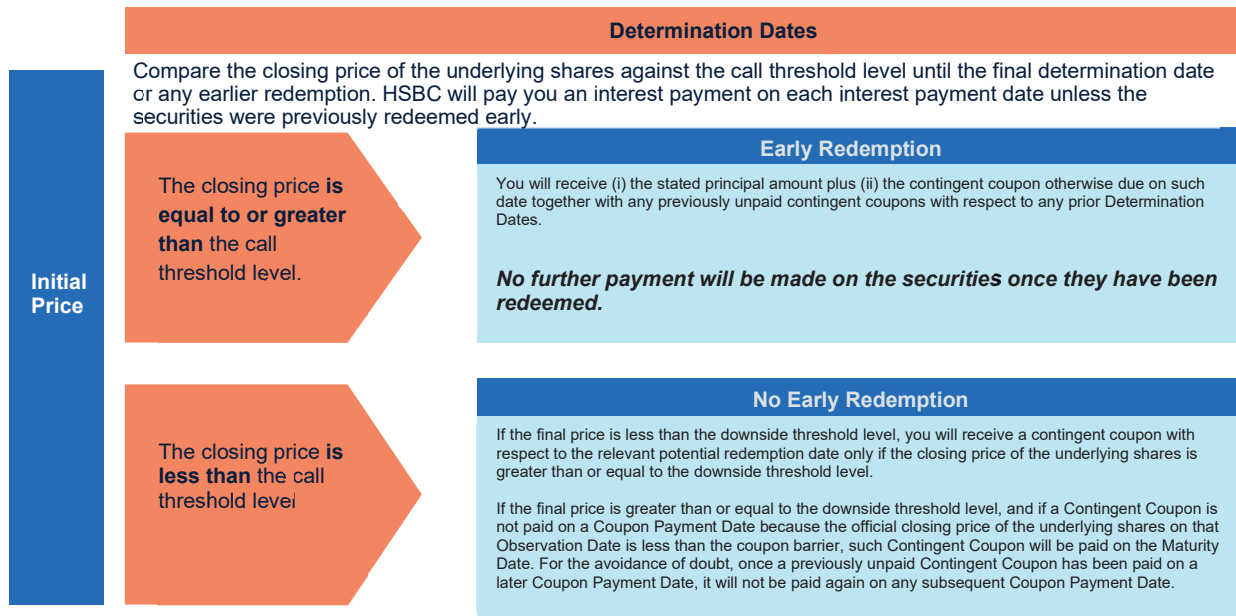 Determination Dates
Compare the closing price of the underlying shares against the call threshold level until the final determination date
or any earlier redemption. HSBC will pay you an interest payment on each interest payment date unless the
securities were previously redeemed early.
Initial
Price
The closing price is
equal to or greater
than the call
threshold level.
Early Redemption
You will receive (i) the stated principal amount plus (ii) the contingent coupon otherwise due on such
date together with any previously unpaid contingent coupons with respect to any prior Determination
Dates.
No further payment will be made on the securities once they have been
redeemed.
The closing price is
less than the call
threshold level
No Early Redemption
If the final price is less than the downside threshold level, you will receive a contingent coupon with
respect to the relevant potential redemption date only if the closing price of the underlying shares is
greater than or equal to the downside threshold level.
If the final price is greater than or equal to the downside threshold level, and if a Contingent Coupon is
not paid on a Coupon Payment Date because the official closing price of the underlying shares on that
Observation Date is less than the coupon barrier, such Contingent Coupon will be paid on the Maturity
Date. For the avoidance of doubt, once a previously unpaid Contingent Coupon has been paid on a
later Coupon Payment Date, it will not be paid again on any subsequent Coupon Payment Date.